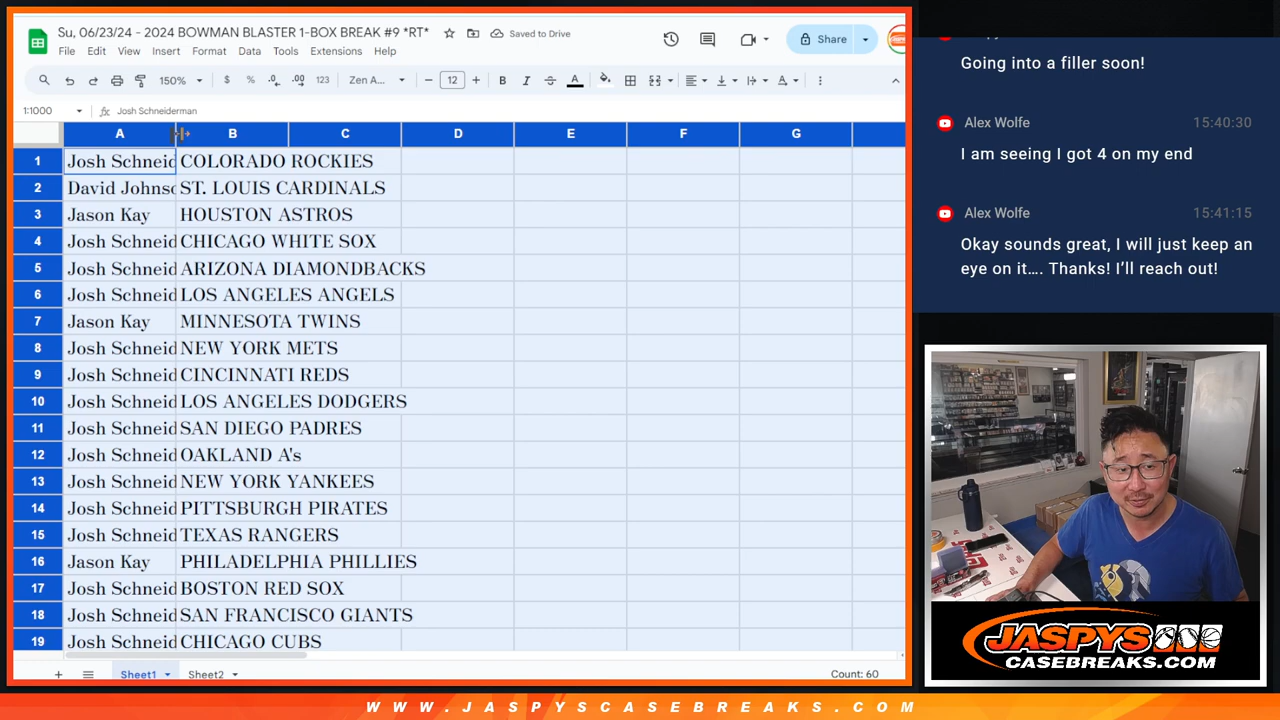 Su, 06/23/24 - 2024 BOWMAN BLASTER 1-BOX BREAK #9 *RT*
Saved to Drive
Share
File Edit View Insert Format Data Tools Extensions Help
150% $ % .0 .00 123 Zen A... 12 B I A
1:1000 fx Josh Schneiderman
A B C D E F G
1 Josh Schneid COLORADO ROCKIES
2 David Johnso ST. LOUIS CARDINALS
3 Jason Kay HOUSTON ASTROS
4 Josh Schneid CHICAGO WHITE SOX
5 Josh Schneid ARIZONA DIAMONDBACKS
6 Josh Schneid LOS ANGELES ANGELS
7 Jason Kay MINNESOTA TWINS
8 Josh Schneid NEW YORK METS
9 Josh Schneid CINCINNATI REDS
10 Josh Schneid LOS ANGELES DODGERS
11 Josh Schneid SAN DIEGO PADRES
12 Josh Schneid OAKLAND A's
13 Josh Schneid NEW YORK YANKEES
14 Josh Schneid PITTSBURGH PIRATES
15 Josh Schneid TEXAS RANGERS
16 Jason Kay PHILADELPHIA PHILLIES
17 Josh Schneid BOSTON RED SOX
18 Josh Schneid SAN FRANCISCO GIANTS
19 Josh Schneid CHICAGO CUBS
Sheet1 Sheet2 Count: 60
Going into a filler soon!
Alex Wolfe 15:40:30
I am seeing I got 4 on my end
Alex Wolfe 15:41:15
Okay sounds great, I will just keep an
eye on it.... Thanks! I'll reach out!
JASPYS
CASEBREAKS.COM
WWW.JASPYSCASEBREAKS.COM